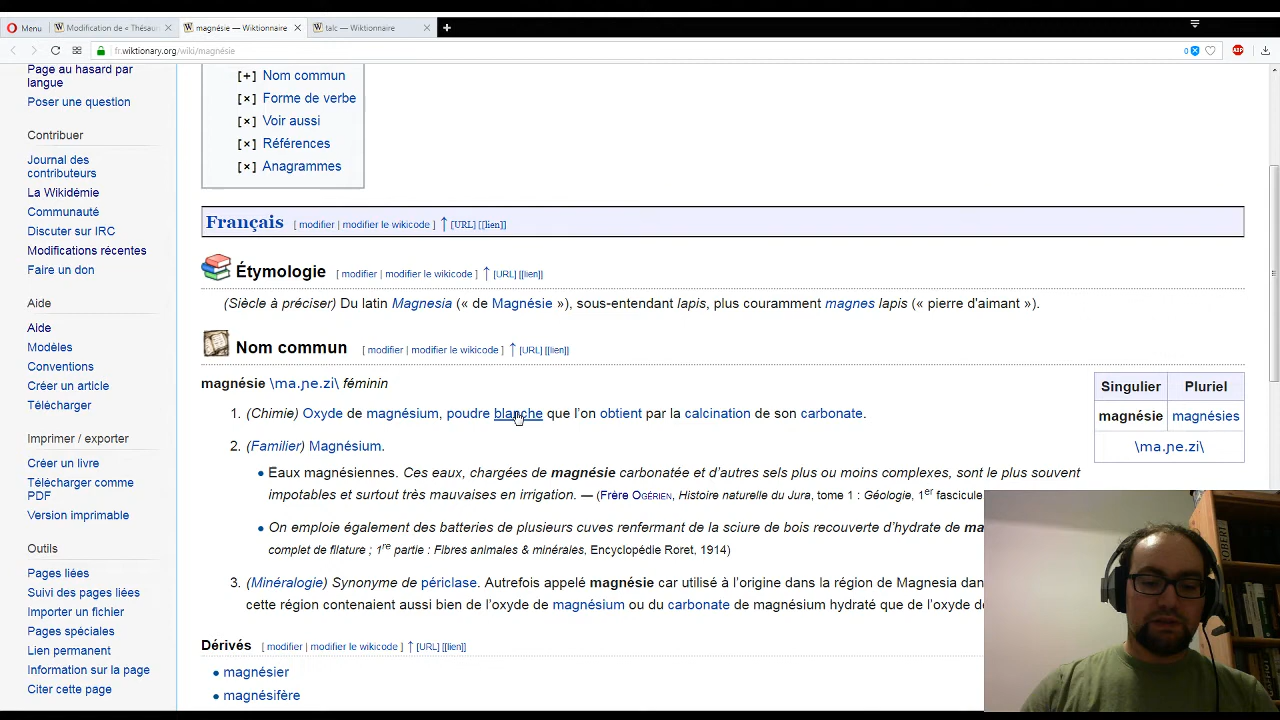 Menu
Modification de « Thésau
magnésie — Wiktionnaire
talc — Wiktionnaire
fr.wiktionary.org/wiki/magnésie
0
ABP
Page au hasard par
langue
Poser une question
Contribuer
Journal des
contributeurs
La Wikidémie
Communauté
Discuter sur IRC
Modifications récentes
Faire un don
Aide
Aide
Modèles
Conventions
Créer un article
Télécharger
Imprimer / exporter
Créer un livre
Télécharger comme
PDF
Version imprimable
Outils
Pages liées
Suivi des pages liées
Importer un fichier
Pages spéciales
Lien permanent
Information sur la page
Citer cette page
[+] Nom commun
[×] Forme de verbe
[×] Voir aussi
[×] Références
[×] Anagrammes
Français [ modifier | modifier le wikicode ] ↑ [URL] [[lien]]
Étymologie [ modifier | modifier le wikicode ] ↑ [URL] [[lien]]
(Siècle à préciser) Du latin Magnesia (« de Magnésie »), sous-entendant lapis, plus couramment magnes lapis (« pierre d'aimant »).
Nom commun [ modifier | modifier le wikicode ] ↑ [URL] [[lien]]
magnésie \ma.ɲe.zi\ féminin
1. (Chimie) Oxyde de magnésium, poudre blanche que l’on obtient par la calcination de son carbonate.
2. (Familier) Magnésium.
• Eaux magnésiennes. Ces eaux, chargées de magnésie carbonatée et d’autres sels plus ou moins complexes, sont le plus souvent
impotables et surtout très mauvaises en irrigation. — (Frère Ogérien, Histoire naturelle du Jura, tome 1 : Géologie, 1er fascicule
• On emploie également des batteries de plusieurs cuves renfermant de la sciure de bois recouverte d’hydrate de ma
complet de filature ; 1re partie : Fibres animales & minérales, Encyclopédie Roret, 1914)
3. (Minéralogie) Synonyme de périclase. Autrefois appelé magnésie car utilisé à l’origine dans la région de Magnesia dan
cette région contenaient aussi bien de l’oxyde de magnésium ou du carbonate de magnésium hydraté que de l’oxyde d
Singulier Pluriel
magnésie magnésies
\ma.ɲe.zi\
Dérivés [ modifier | modifier le wikicode ] ↑ [URL] [[lien]]
• magnésier
• magnésifère